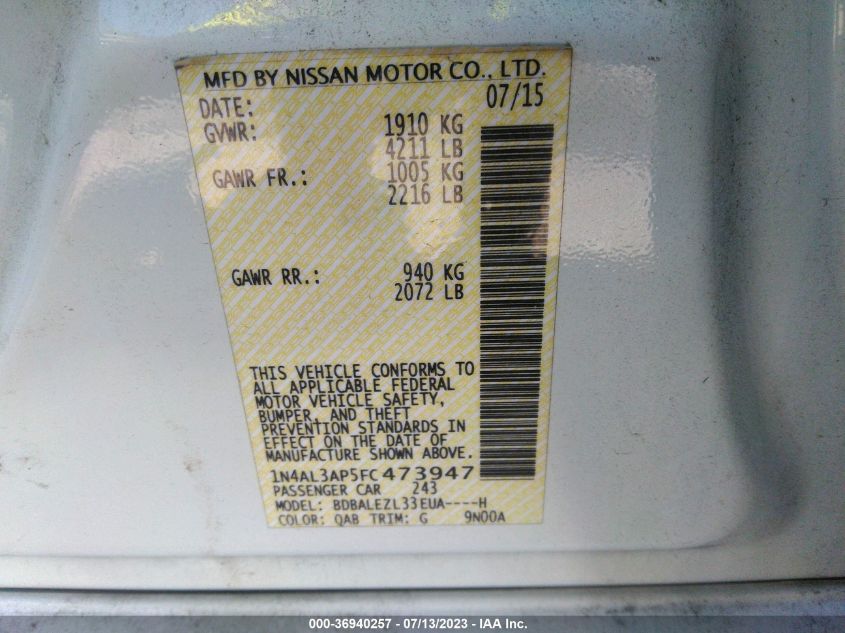 MFD BY NISSAN MOTOR CO., LTD.
DATE: 07/15
GVWR: 1910 KG
4211 LB
GAWR FR.: 1005 KG
2216 LB
GAWR RR.: 940 KG
2072 LB
THIS VEHICLE CONFORMS TO
ALL APPLICABLE FEDERAL
MOTOR VEHICLE SAFETY,
BUMPER, AND THEFT
PREVENTION STANDARDS IN
EFFECT ON THE DATE OF
MANUFACTURE SHOWN ABOVE.
1N4AL3AP5FC473947
PASSENGER CAR 243
MODEL: BDBALEZL33EUA----H
COLOR: QAB TRIM: G 9N00A
000-36940257 - 07/13/2023 - IAA Inc.